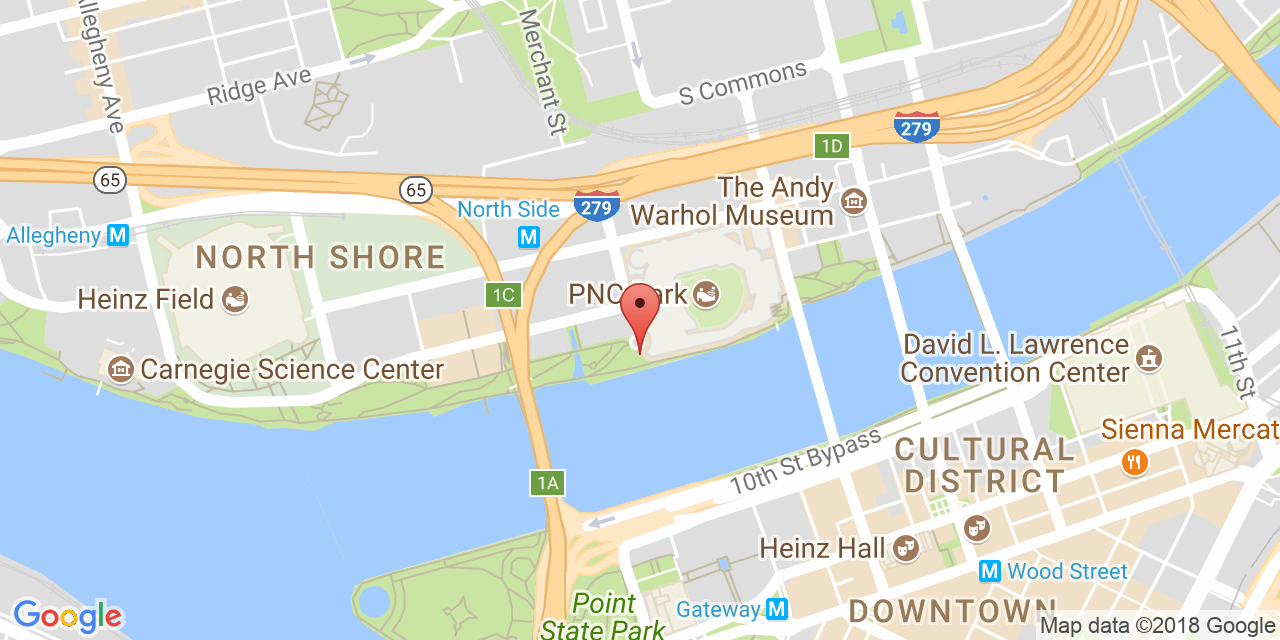 Allegheny Ave
Merchant St
Ridge Ave
S Commons
279
1D
65
65
The Andy
Warhol Museum
North Side
M
279
Allegheny M
NORTH SHORE
1C
PNC Park
Heinz Field
Carnegie Science Center
David L. Lawrence
Convention Center
11th St
Sienna Mercat
10th St Bypass
CULTURAL
DISTRICT
1A
Heinz Hall
M Wood Street
Point
State Park
Gateway M
DOWNTOWN
Google
Map data ©2018 Google